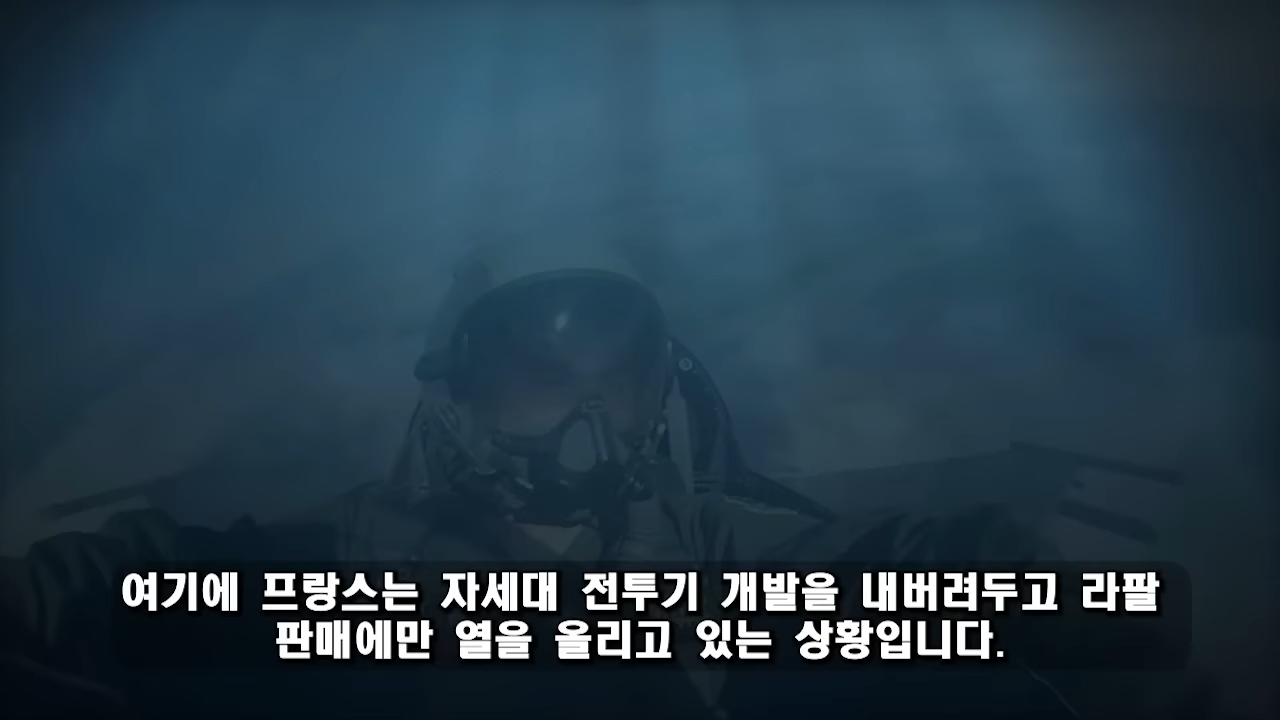 여기에 프랑스는 자세대 전투기 개발을 내버려두고 라팔
판매에만 열을 올리고 있는 상황입니다.